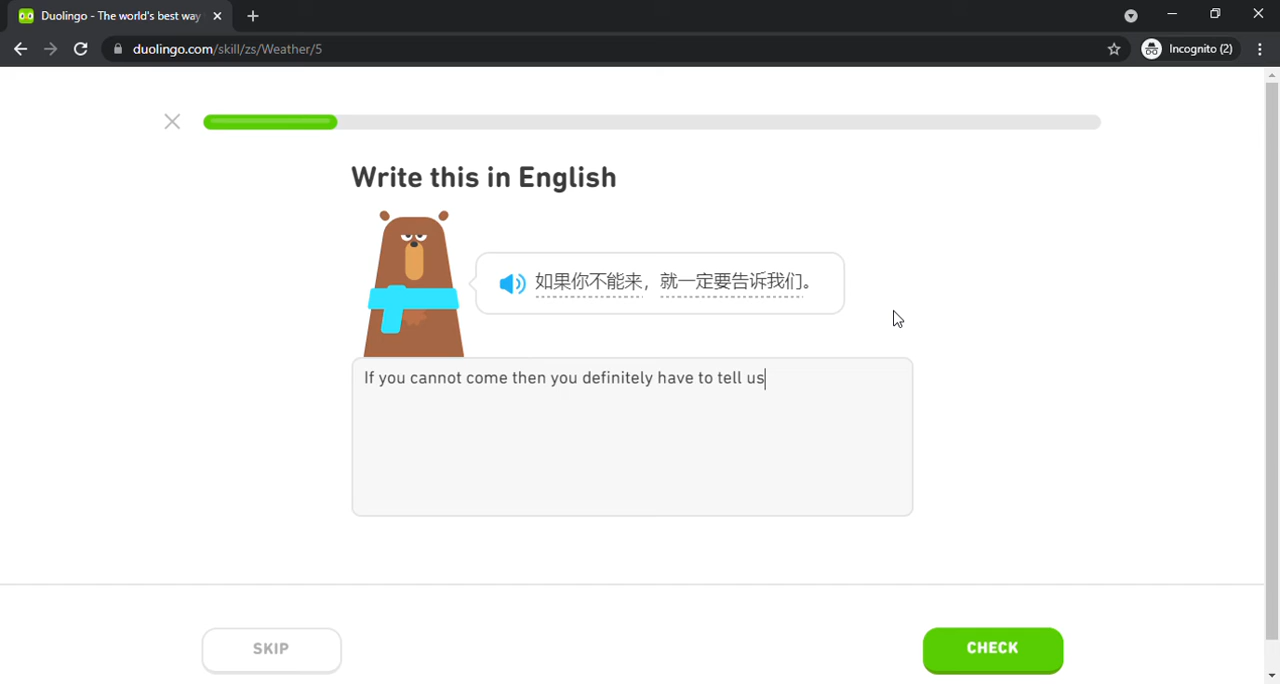 Duolingo - The world's best way
duolingo.com/skill/zs/Weather/5
Incognito (2)
Write this in English
如果你不能来，就一定要告诉我们。
If you cannot come then you definitely have to tell us
SKIP
CHECK